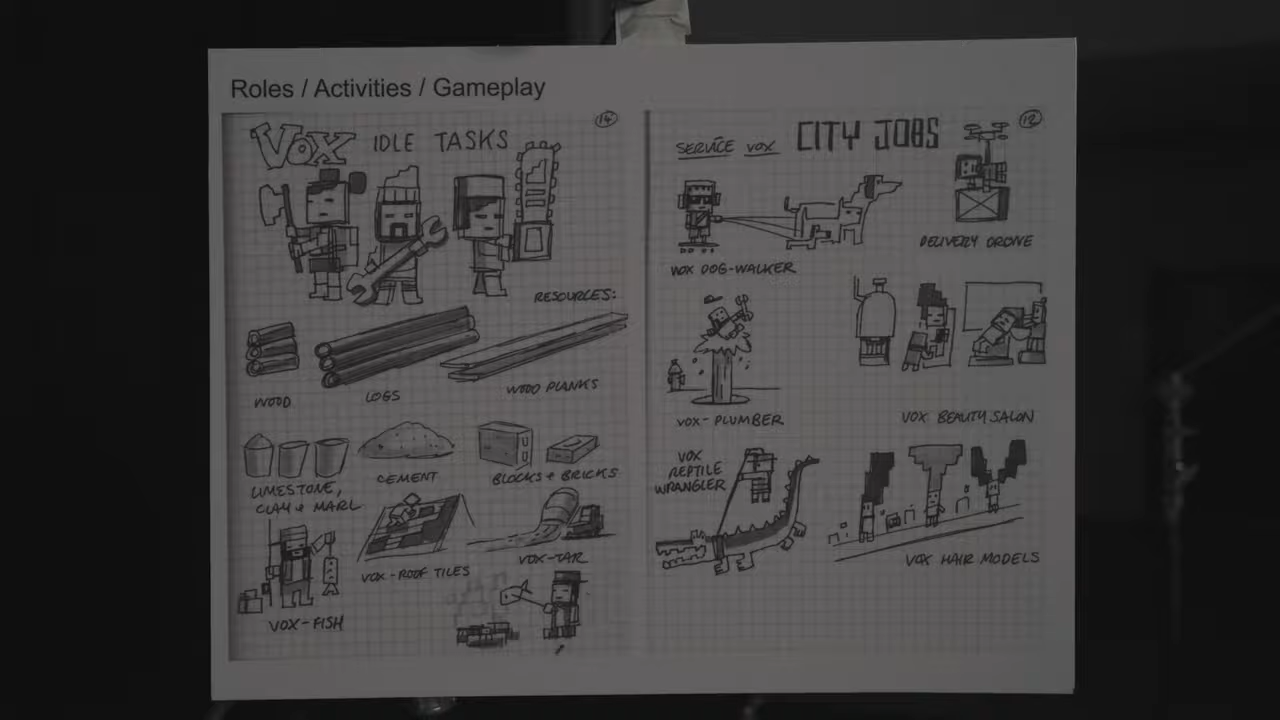 Roles / Activities / Gameplay
14
VOX IDLE TASKS
RESOURCES:
WOOD
LOGS
WOOD PLANKS
LIMESTONE,
CLAY & MARL
CEMENT
BLOCKS & BRICKS
VOX-FISH
VOX-ROOF TILES
VOX-TAR
12
SERVICE VOX CITY JOBS
VOX DOG-WALKER
DELIVERY DRONE
VOX-PLUMBER
VOX BEAUTY SALON
VOX
REPTILE
WRANGLER
VOX HAIR MODELS